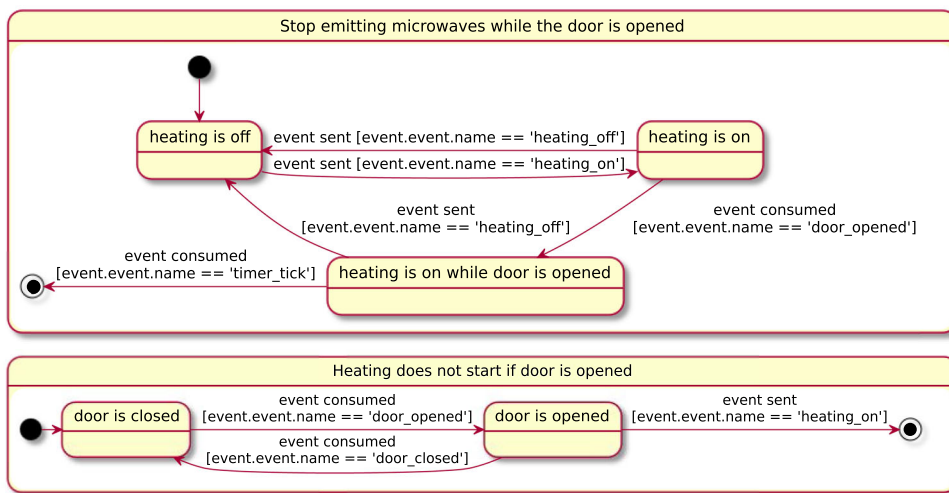 Stop emitting microwaves while the door is opened
heating is off
event sent [event.event.name == 'heating_off']
heating is on
event sent [event.event.name == 'heating_on']
event sent
[event.event.name == 'heating_off']
event consumed
[event.event.name == 'door_opened']
event consumed
[event.event.name == 'timer_tick']
heating is on while door is opened
Heating does not start if door is opened
door is closed
event consumed
[event.event.name == 'door_opened']
door is opened
event sent
[event.event.name == 'heating_on']
event consumed
[event.event.name == 'door_closed']